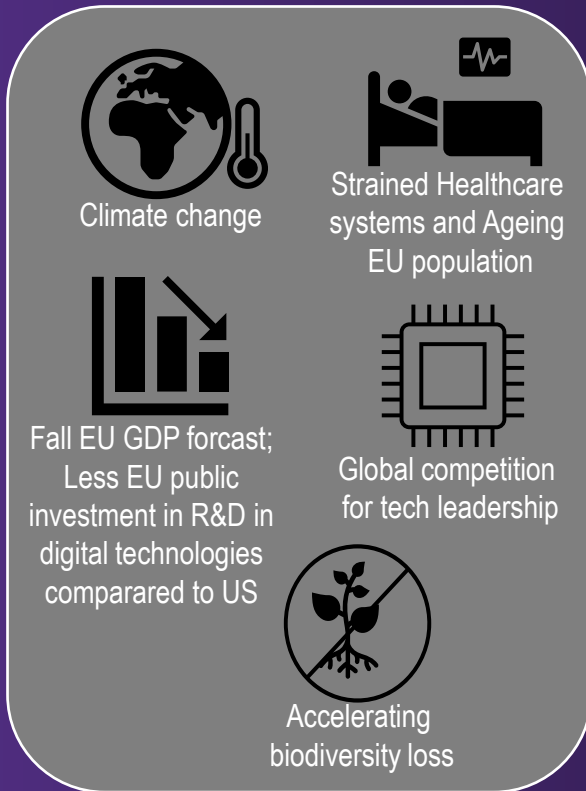 Climate change
Strained Healthcare
systems and Ageing
EU population
Fall EU GDP forcast;
Less EU public
investment in R&D in
digital technologies
comparared to US
Global competition
for tech leadership
Accelerating
biodiversity loss